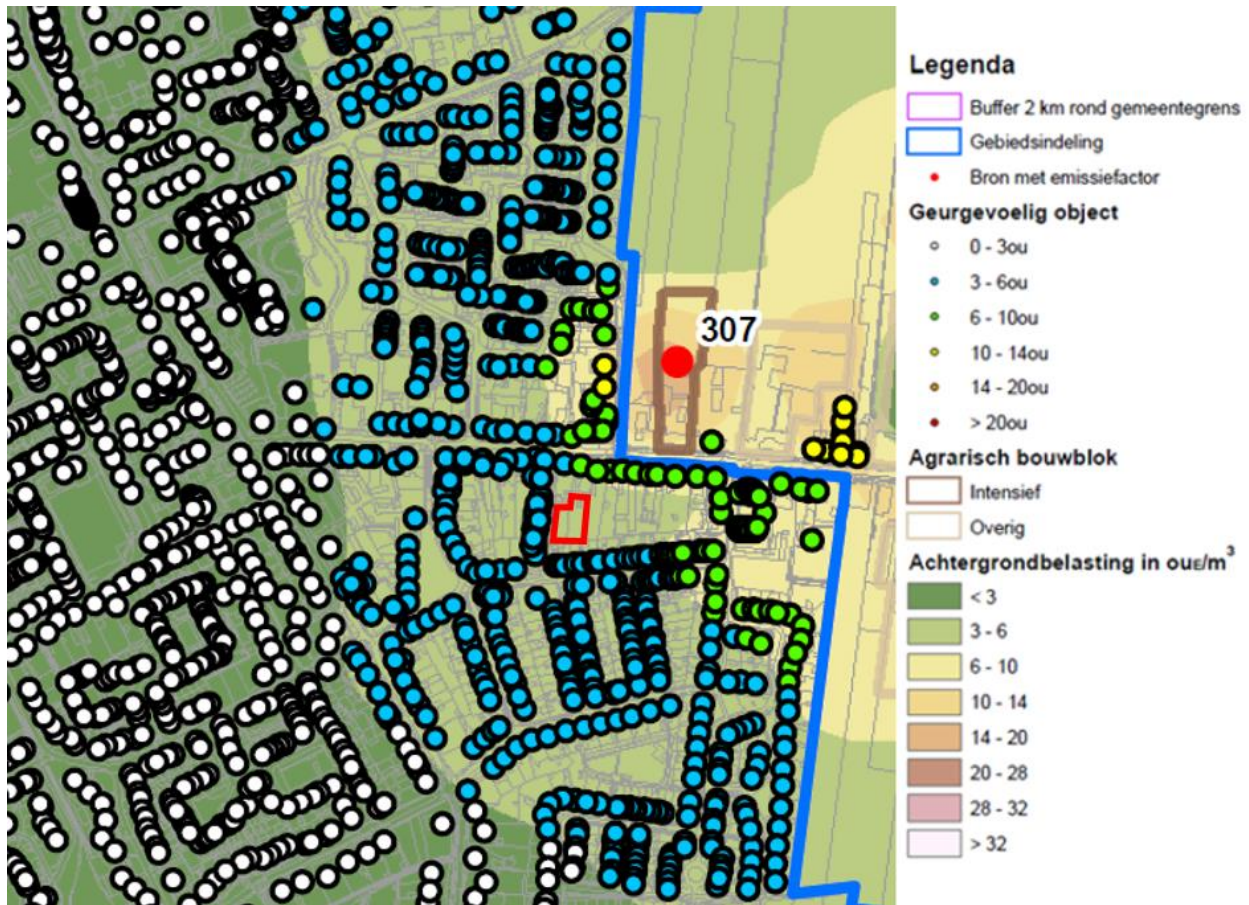 307
Legenda
Buffer 2 km rond gemeentegrens
Gebiedsindeling
Bron met emissiefactor
Geurgevoelig object
0 - 3ou
3 - 6ou
6 - 10ou
10 - 14ou
14 - 20ou
> 20ou
Agrarisch bouwblok
Intensief
Overig
Achtergrondbelasting in ouᴇ/m³
< 3
3 - 6
6 - 10
10 - 14
14 - 20
20 - 28
28 - 32
> 32